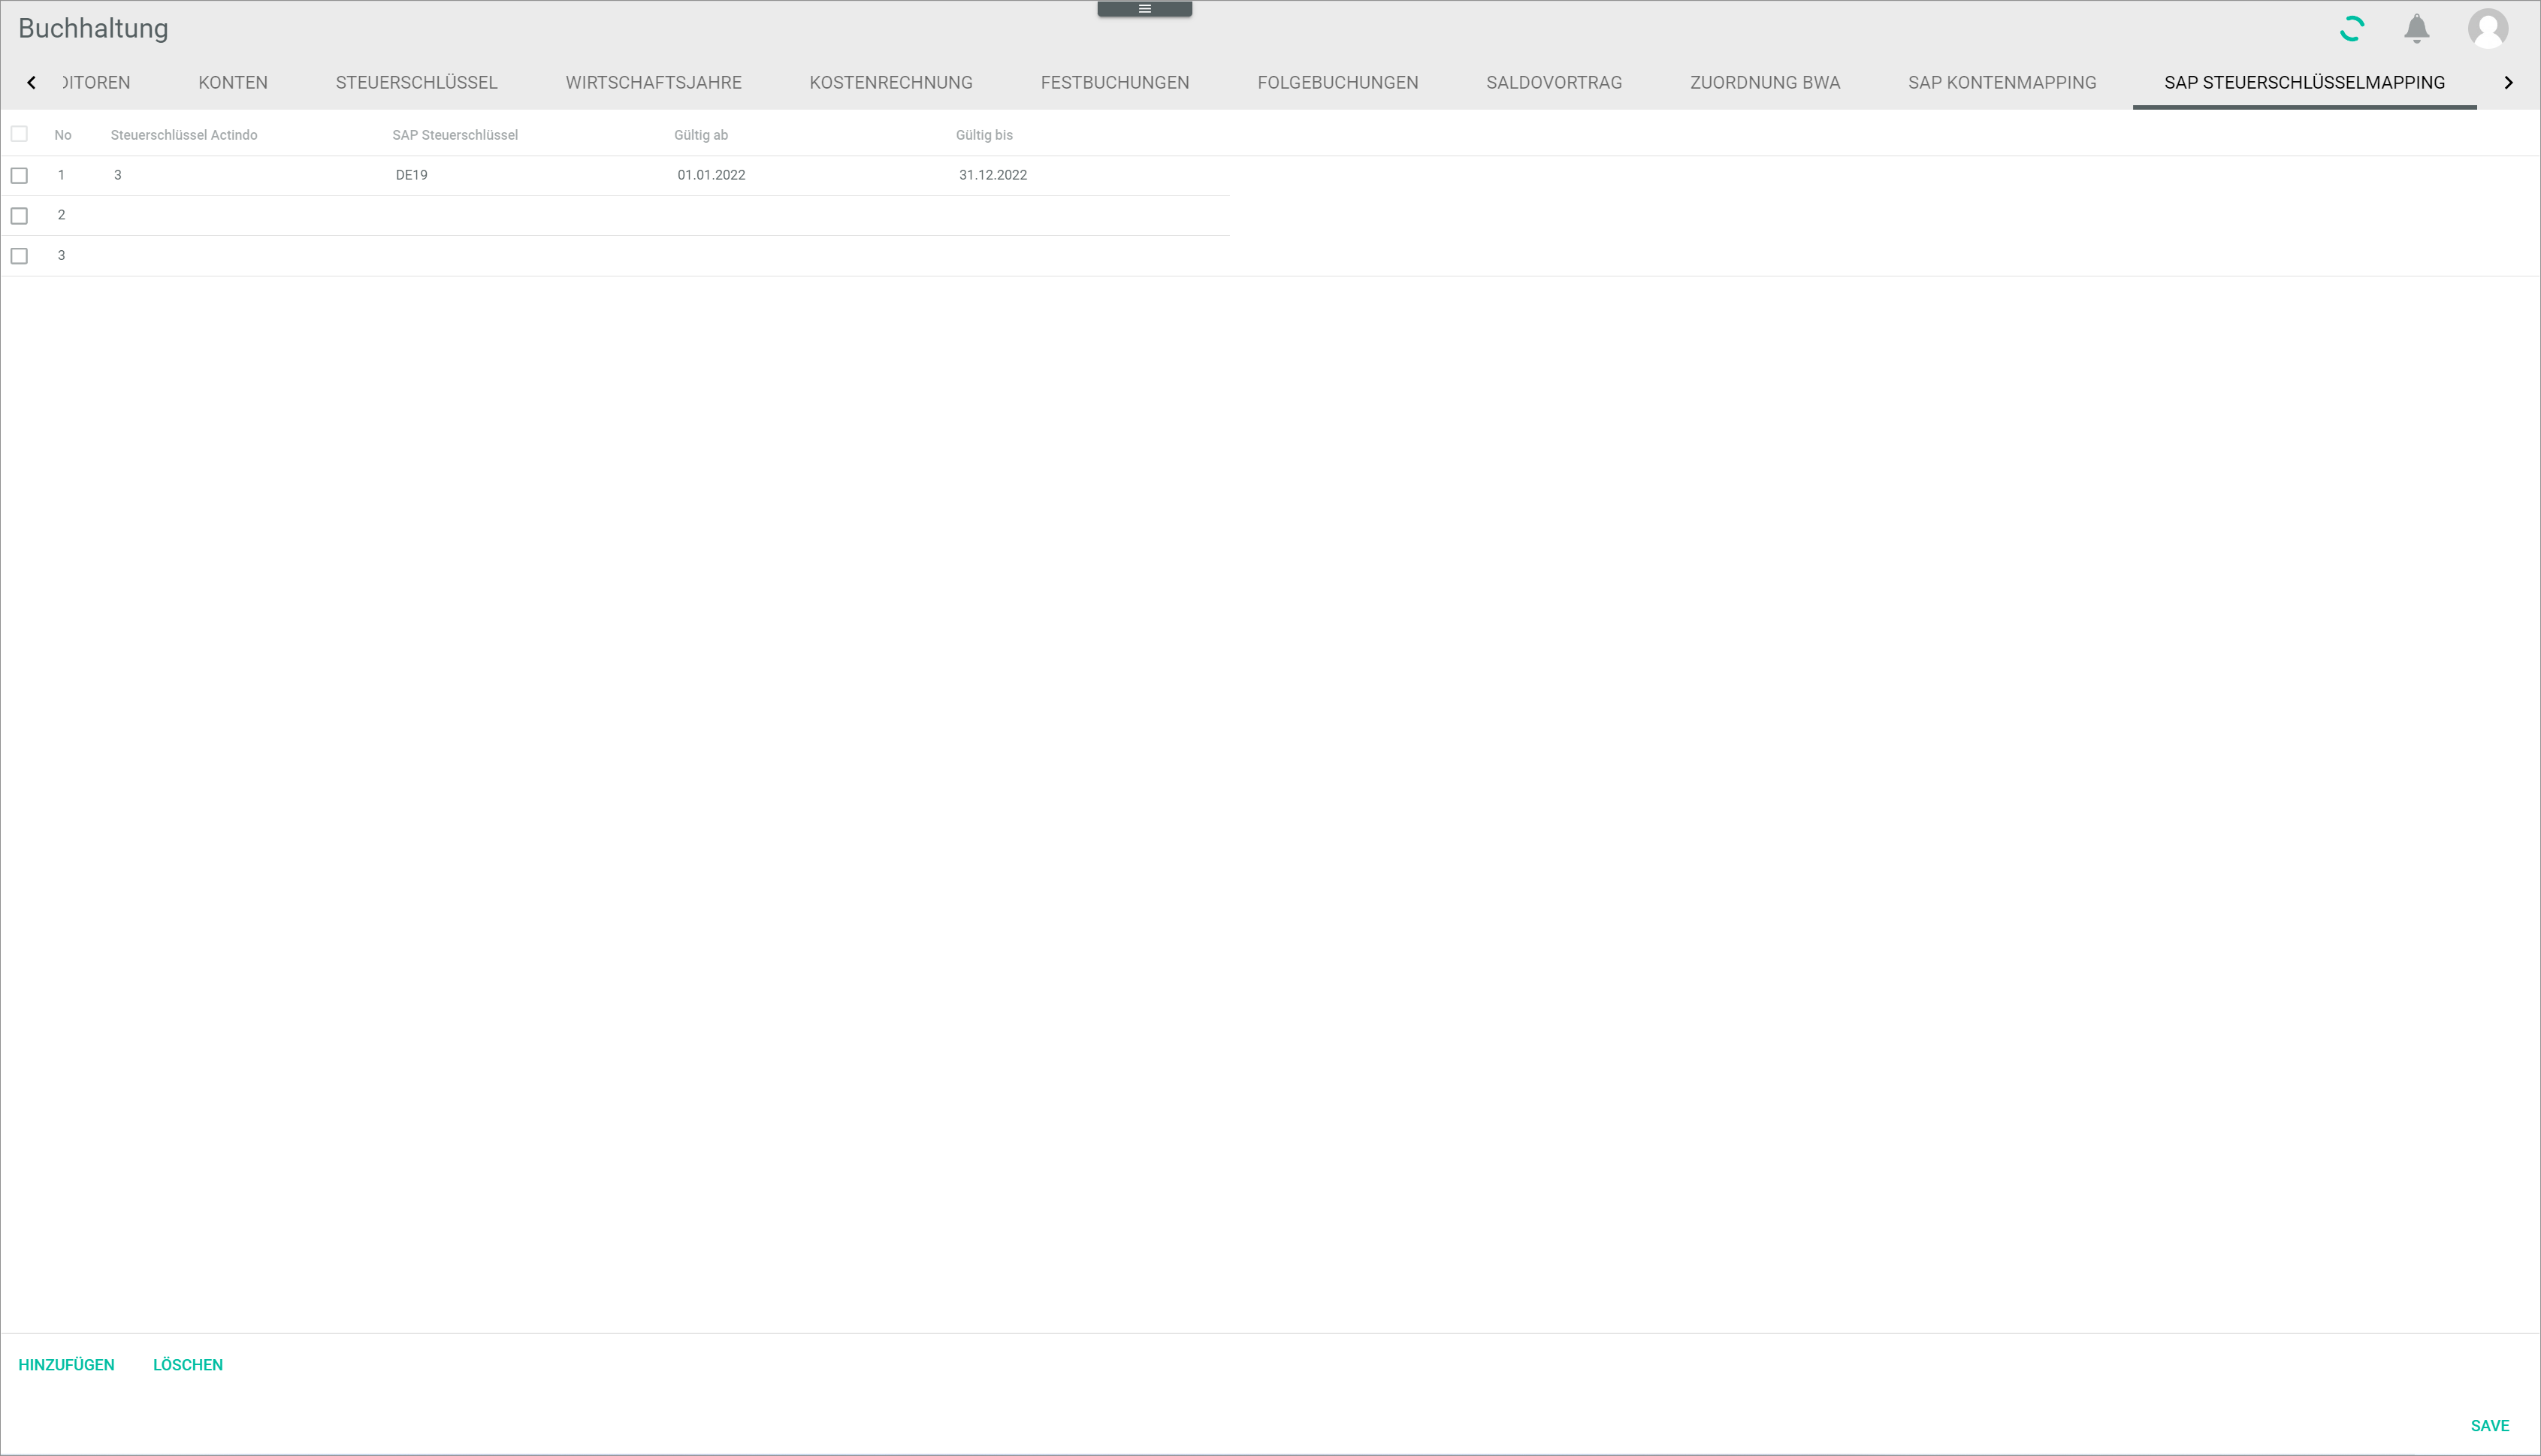 Buchhaltung
DITOREN KONTEN STEUERSCHLÜSSEL WIRTSCHAFTSJAHRE KOSTENRECHNUNG FESTBUCHUNGEN FOLGEBUCHUNGEN SALDOVORTRAG ZUORDNUNG BWA SAP KONTENMAPPING SAP STEUERSCHLÜSSELMAPPING
No Steuerschlüssel Actindo SAP Steuerschlüssel Gültig ab Gültig bis
1 3 DE19 01.01.2022 31.12.2022
2
3
HINZUFÜGEN LÖSCHEN
SAVE